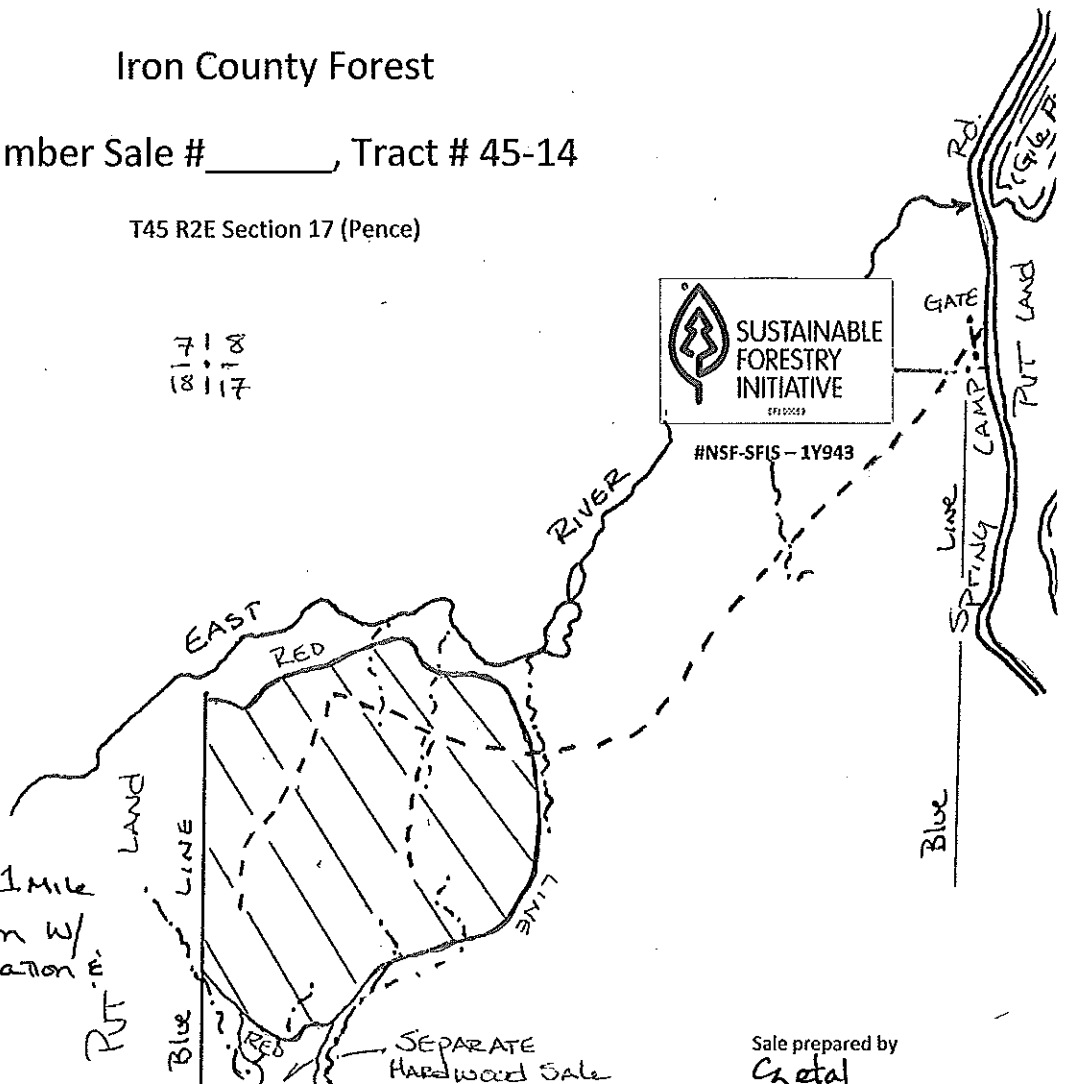 Iron County Forest
mber Sale #______, Tract # 45-14
T45 R2E Section 17 (Pence)
7 8
18 17
Rd.
(Gile
GATE
PVT LAND
SUSTAINABLE
FORESTRY
INITIATIVE
#NSF-SFIS – 1Y943
SPTING CAMP
Blue Line
EAST RIVER
RED LINE
PVT LAND
Blue LINE
1 Mile
n W/
ation E
RED
SEPARATE
HARDWOOD SALE
Sale prepared by